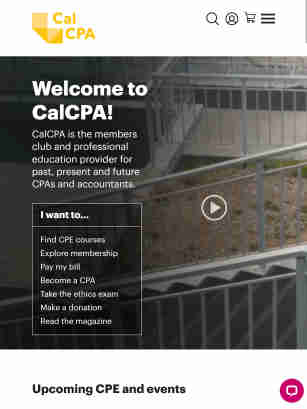 Cal
CPA
Welcome to
CalCPA!
CalCPA is the members
club and professional
education provider for
past, present and future
CPAs and accountants.
I want to...
Find CPE courses
Explore membership
Pay my bill
Become a CPA
Take the ethics exam
Make a donation
Read the magazine
Upcoming CPE and events